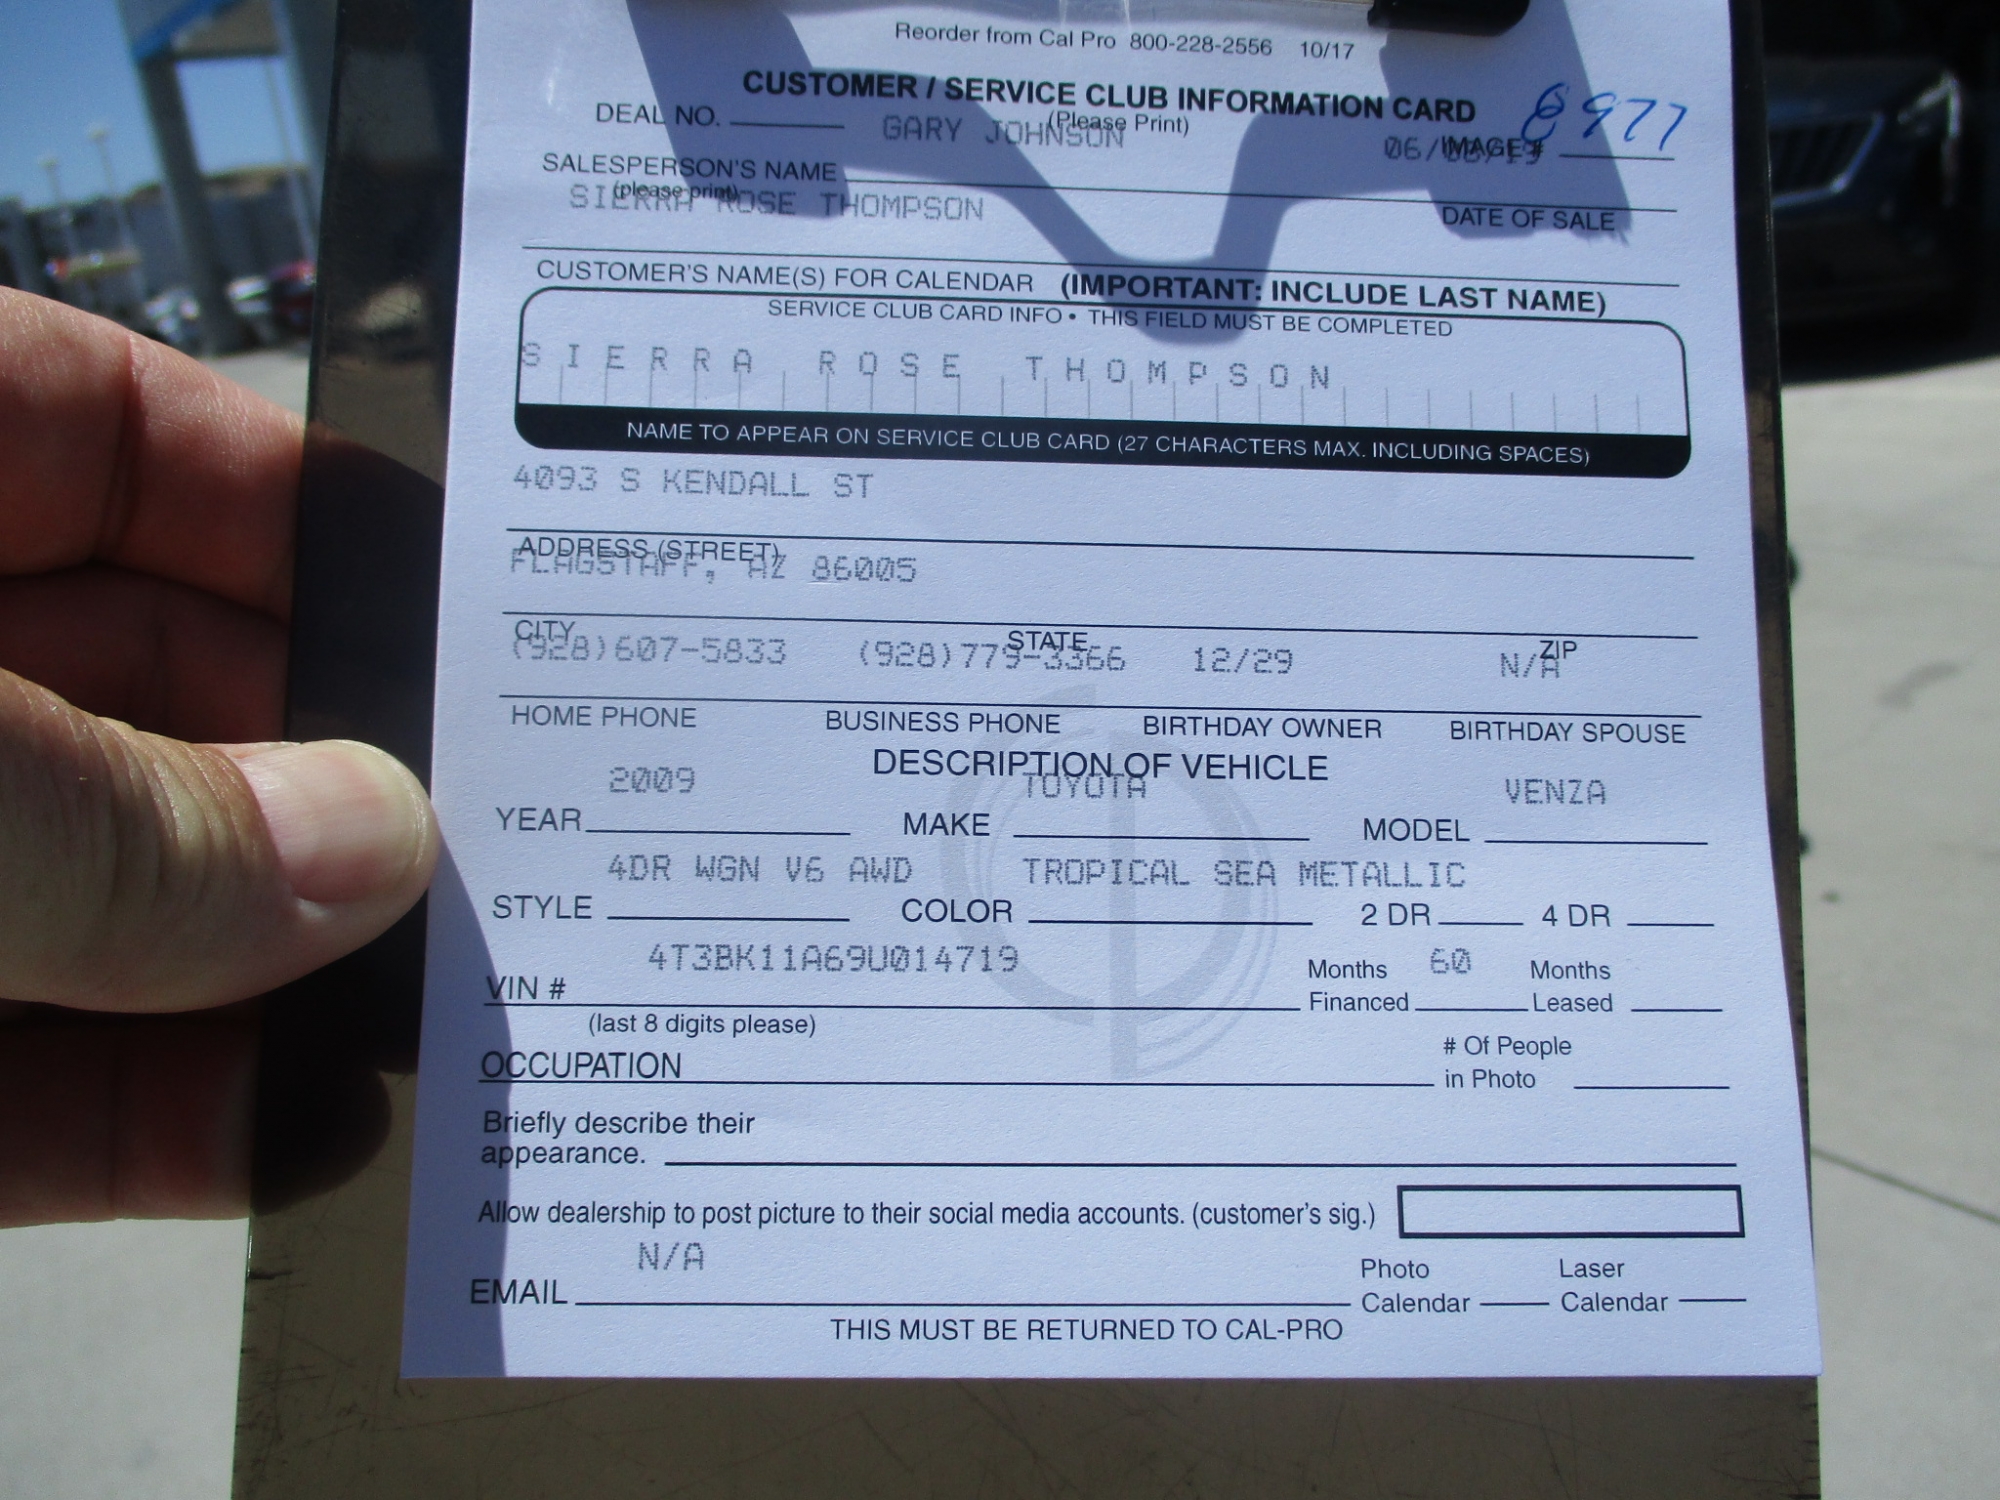 Reorder from Cal Pro 800-228-2556 10/17
CUSTOMER / SERVICE CLUB INFORMATION CARD
(Please Print)
DEAL NO. GARY JOHNSON IMAGE# 8977
SALESPERSON'S NAME
(please print)
DATE OF SALE
SIERRA ROSE THOMPSON
CUSTOMER'S NAME(S) FOR CALENDAR (IMPORTANT: INCLUDE LAST NAME)
SERVICE CLUB CARD INFO • THIS FIELD MUST BE COMPLETED
SIERRA ROSE THOMPSON
NAME TO APPEAR ON SERVICE CLUB CARD (27 CHARACTERS MAX. INCLUDING SPACES)
4093 S KENDALL ST
ADDRESS (STREET)
FLAGSTAFF, AZ 86005
CITY STATE ZIP
(928)607-5833 (928)779-3366 12/29 N/A
HOME PHONE BUSINESS PHONE BIRTHDAY OWNER BIRTHDAY SPOUSE
DESCRIPTION OF VEHICLE
2009 TOYOTA VENZA
YEAR MAKE MODEL
4DR WGN V6 AWD TROPICAL SEA METALLIC
STYLE COLOR 2 DR 4 DR
4T3BK11A69U014719
VIN # Months Financed 60 Months Leased
(last 8 digits please)
OCCUPATION # Of People in Photo
Briefly describe their
appearance.
Allow dealership to post picture to their social media accounts. (customer's sig.)
N/A
EMAIL Photo Calendar Laser Calendar
THIS MUST BE RETURNED TO CAL-PRO